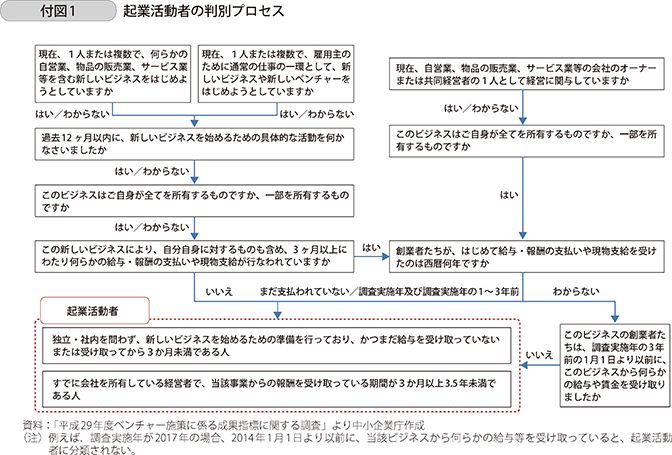 付図1
起業活動者の判別プロセス
現在、1人または複数で、何らかの
自営業、物品の販売業、サービス業
等を含む新しいビジネスをはじめよ
うとしていますか
現在、1人または複数で、雇用主の
ために通常の仕事の一環として、新
しいビジネスや新しいベンチャーを
はじめようとしていますか
現在、自営業、物品の販売業、サービス業等の会社のオーナー
または共同経営者の1人として経営に関与していますか
はい／わからない
はい／わからない
はい／わからない
過去12ヶ月以内に、新しいビジネスを始めるための具体的な活動を何か
なさいましたか
このビジネスはご自身が全てを所有するものですか、一部を所
有するものですか
はい／わからない
このビジネスはご自身が全てを所有するものですか、一部を所有するもの
ですか
はい
はい／わからない
この新しいビジネスにより、自分自身に対するものも含め、3ヶ月以上に
わたり何らかの給与・報酬の支払いや現物支給が行なわれていますか
はい
創業者たちが、はじめて給与・報酬の支払いや現物支給を受け
たのは西暦何年ですか
いいえ
まだ支払われていない／調査実施年及び調査実施年の1～3年前
わからない
起業活動者
独立・社内を問わず、新しいビジネスを始めるための準備を行っており、かつまだ給与を受け取っていない
または受け取ってから3か月未満である人
すでに会社を所有している経営者で、当該事業からの報酬を受け取っている期間が3か月以上3.5年未満であ
る人
いいえ
このビジネスの創業者た
ちは、調査実施年の3年
前の1月1日より以前に、
このビジネスから何らか
の給与や賃金を受け取
りましたか
資料：「平成29年度ベンチャー施策に係る成果指標に関する調査」より中小企業庁作成
（注）例えば、調査実施年が2017年の場合、2014年1月1日より以前に、当該ビジネスから何らかの給与等を受け取っていると、起業活動
者に分類されない。